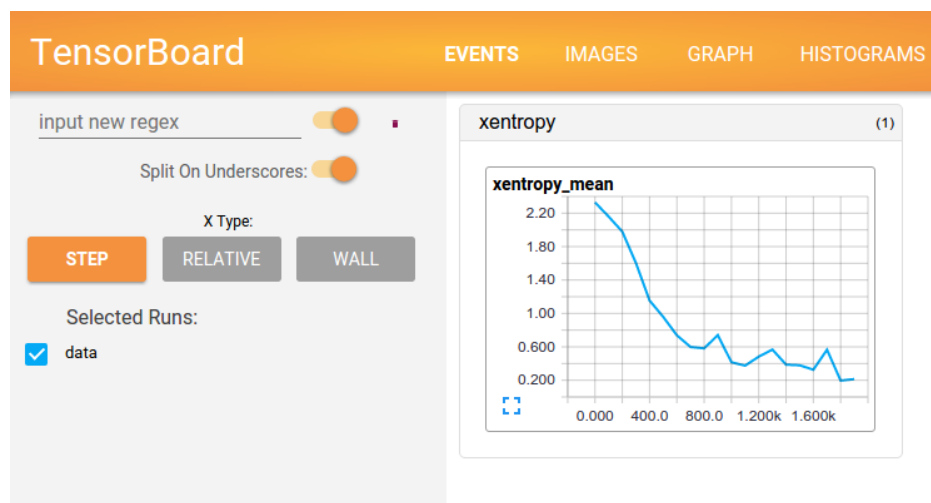 TensorBoard
EVENTS IMAGES GRAPH HISTOGRAMS
input new regex
Split On Underscores:
X Type:
STEP RELATIVE WALL
Selected Runs:
data
xentropy (1)
xentropy_mean
2.20
1.80
1.40
1.00
0.600
0.200
0.000 400.0 800.0 1.200k 1.600k